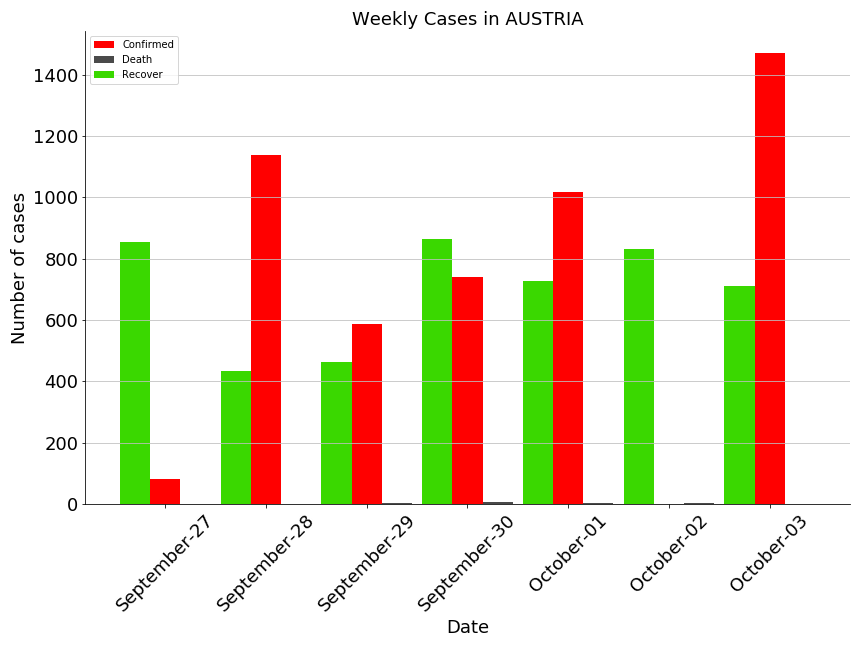 Weekly Cases in AUSTRIA
Confirmed
Death
Recover
Number of cases
1400
1200
1000
800
600
400
200
0
September-27
September-28
September-29
September-30
October-01
October-02
October-03
Date